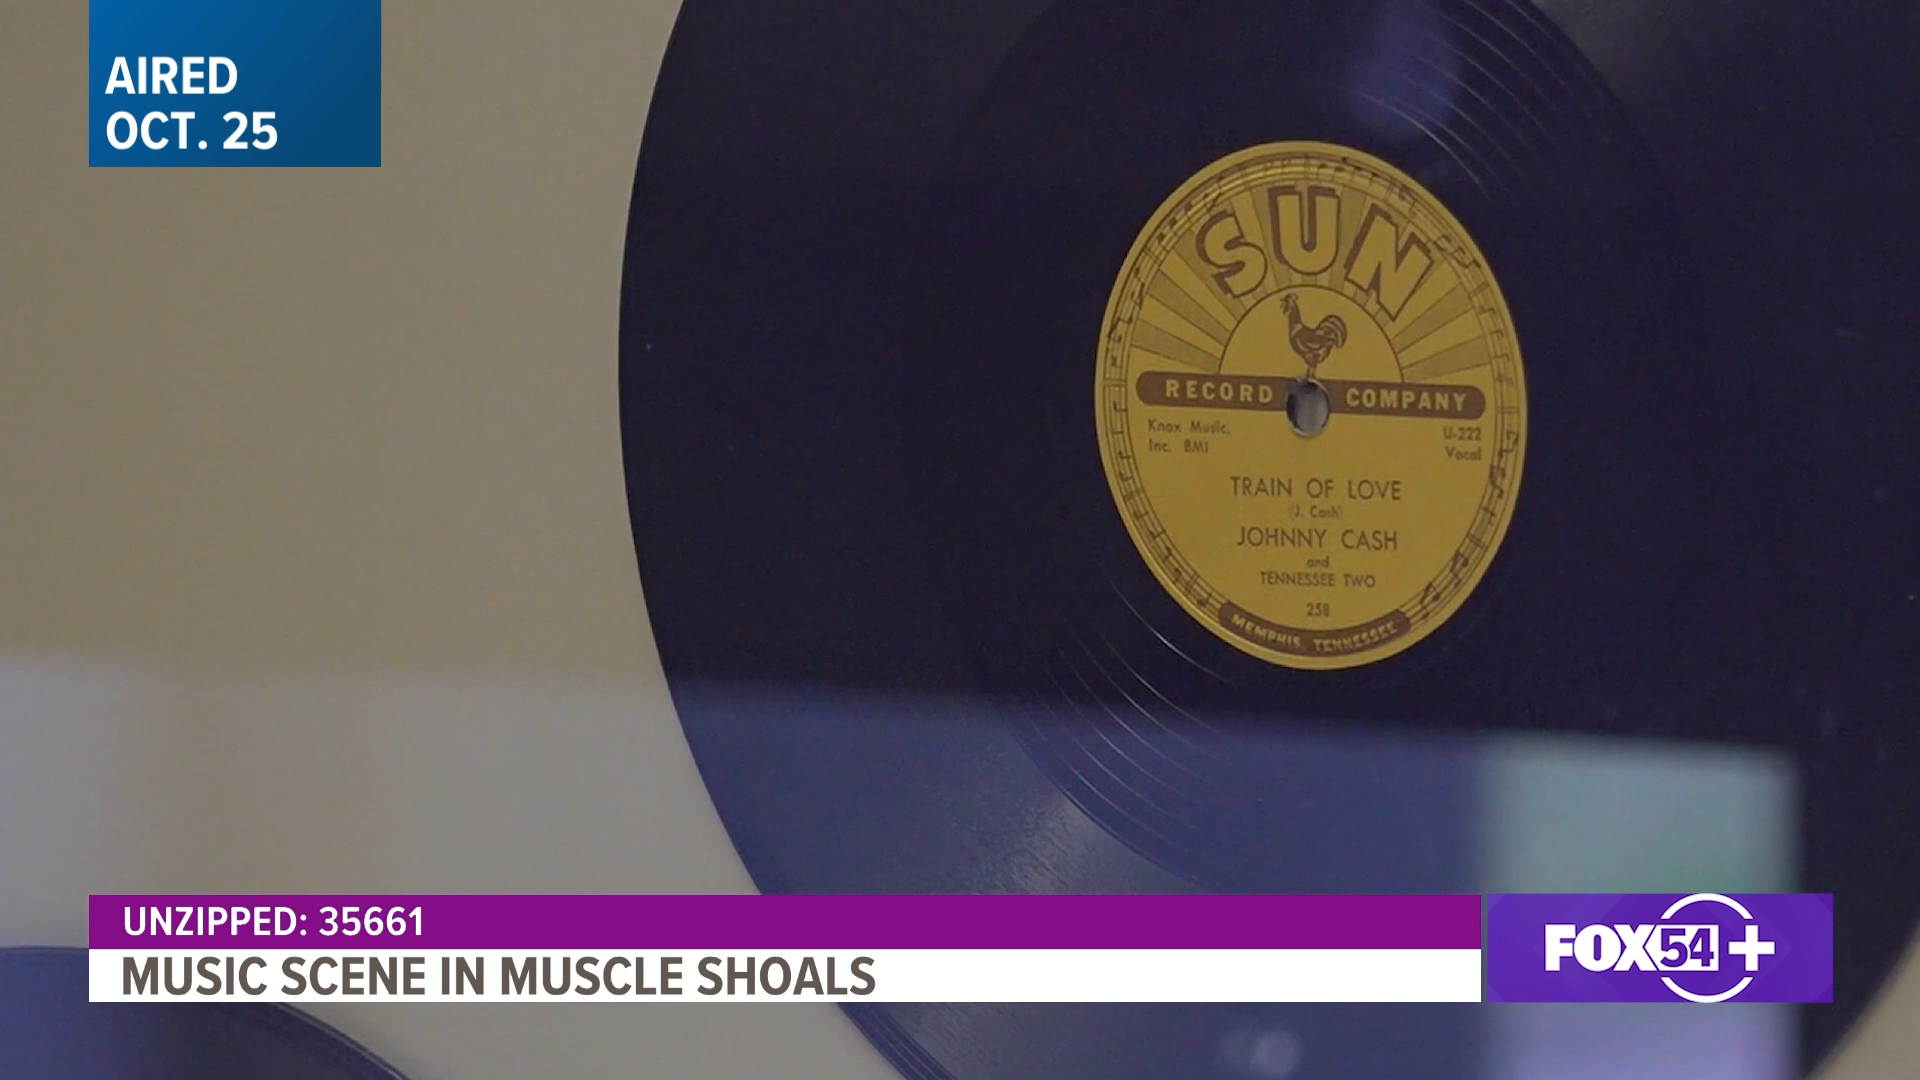 AIRED
OCT. 25
SUN
RECORD COMPANY
Knox Music, U-222
Inc. BMI Vocal
TRAIN OF LOVE
(J. Cash)
JOHNNY CASH
and
TENNESSEE TWO
258
MEMPHIS, TENNESSEE
UNZIPPED: 35661
MUSIC SCENE IN MUSCLE SHOALS
FOX54+